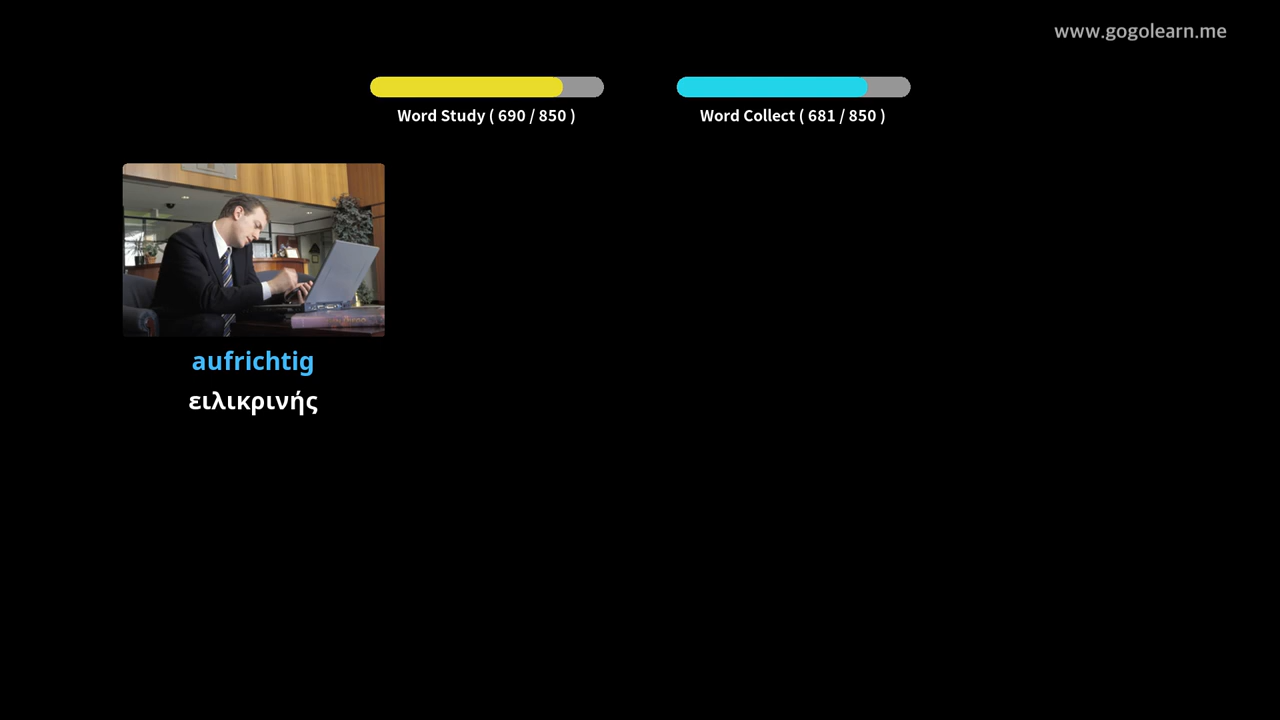 www.gogolearn.me
Word Study ( 690 / 850 )
Word Collect ( 681 / 850 )
aufrichtig
ειλικρινής